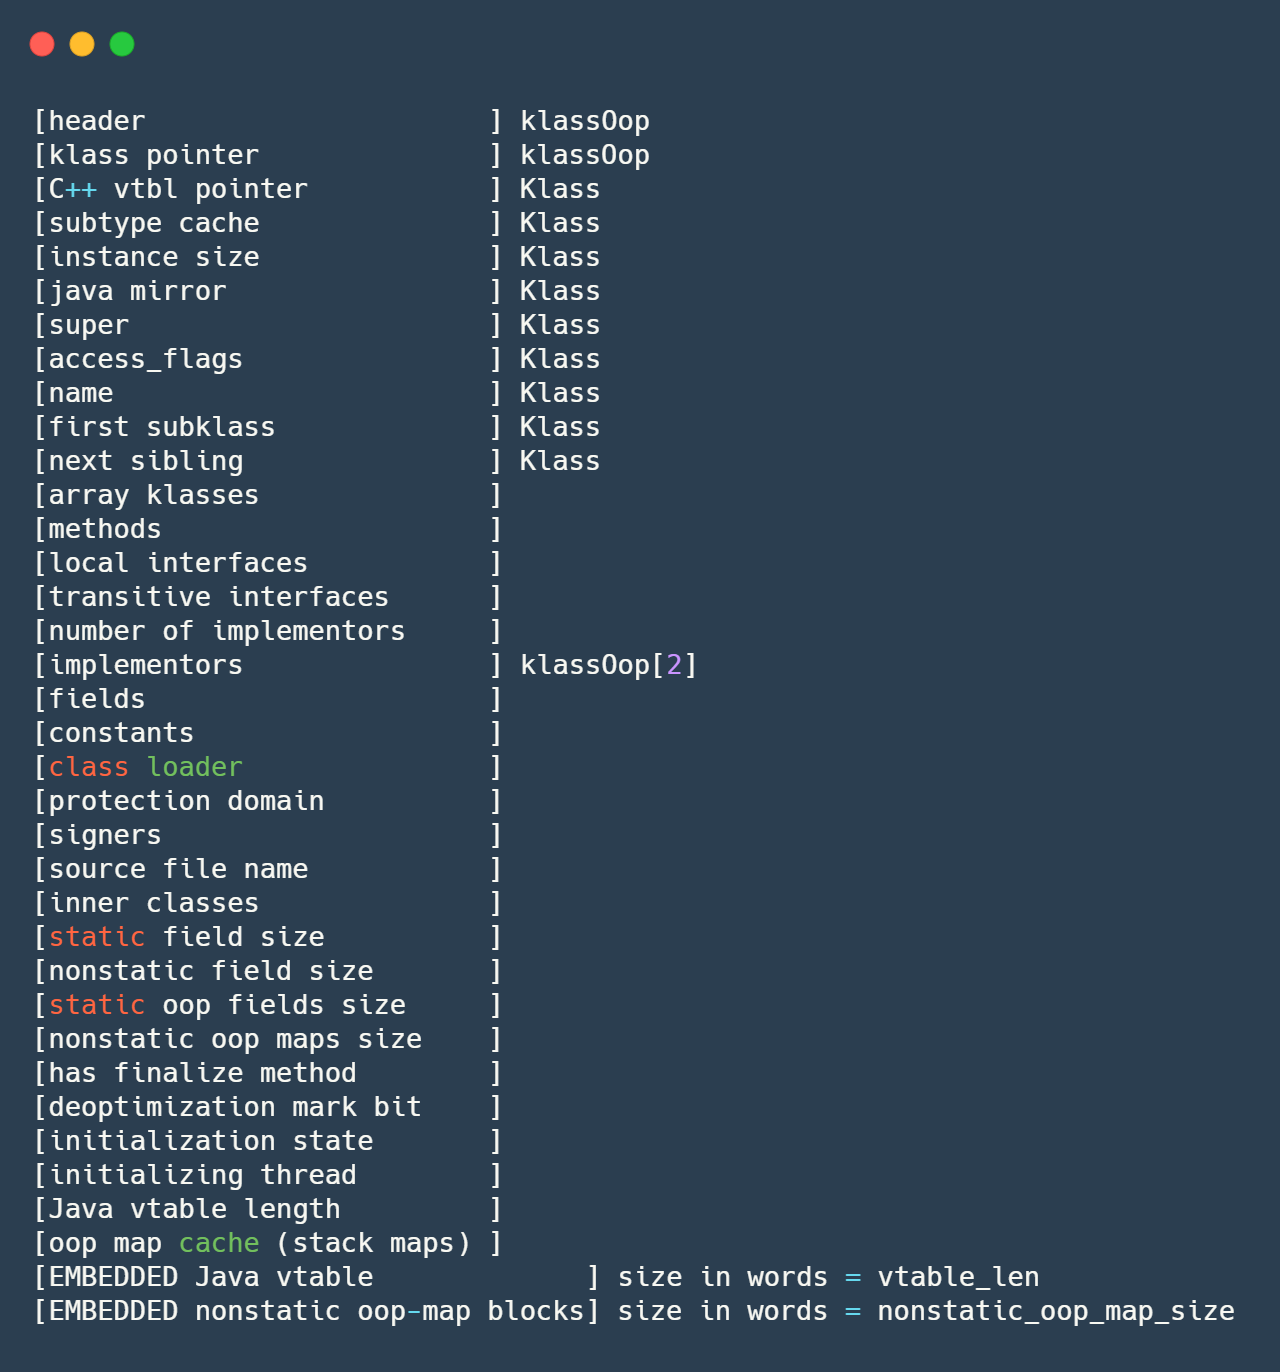 [header                     ] klassOop
[klass pointer              ] klassOop
[C++ vtbl pointer           ] Klass
[subtype cache              ] Klass
[instance size              ] Klass
[java mirror                ] Klass
[super                      ] Klass
[access_flags               ] Klass
[name                       ] Klass
[first subklass             ] Klass
[next sibling               ] Klass
[array klasses              ]
[methods                    ]
[local interfaces           ]
[transitive interfaces      ]
[number of implementors     ]
[implementors               ] klassOop[2]
[fields                     ]
[constants                  ]
[class loader               ]
[protection domain          ]
[signers                    ]
[source file name           ]
[inner classes              ]
[static field size          ]
[nonstatic field size       ]
[static oop fields size     ]
[nonstatic oop maps size    ]
[has finalize method        ]
[deoptimization mark bit    ]
[initialization state       ]
[initializing thread        ]
[Java vtable length         ]
[oop map cache (stack maps) ]
[EMBEDDED Java vtable             ] size in words = vtable_len
[EMBEDDED nonstatic oop-map blocks] size in words = nonstatic_oop_map_size